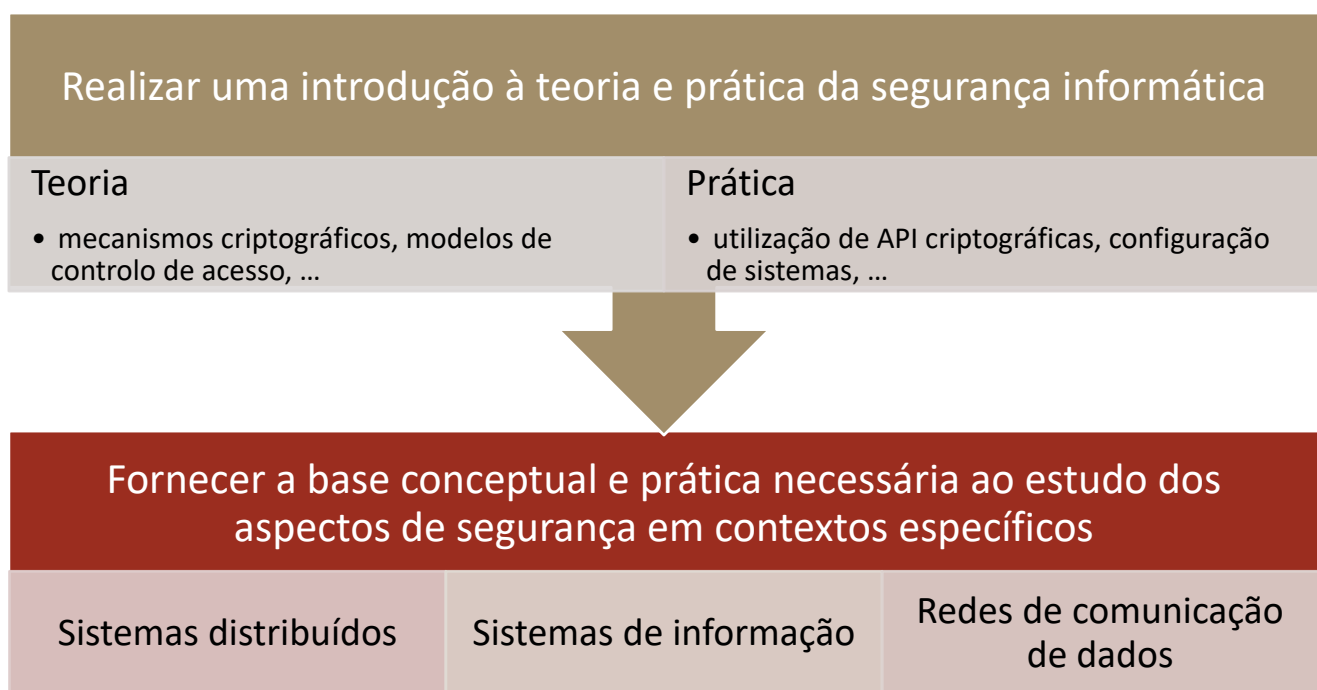 Realizar uma introdução à teoria e prática da segurança informática
Teoria
• mecanismos criptográficos, modelos de
controlo de acesso, …
Prática
• utilização de API criptográficas, configuração
de sistemas, …
Fornecer a base conceptual e prática necessária ao estudo dos
aspectos de segurança em contextos específicos
Sistemas distribuídos
Sistemas de informação
Redes de comunicação
de dados